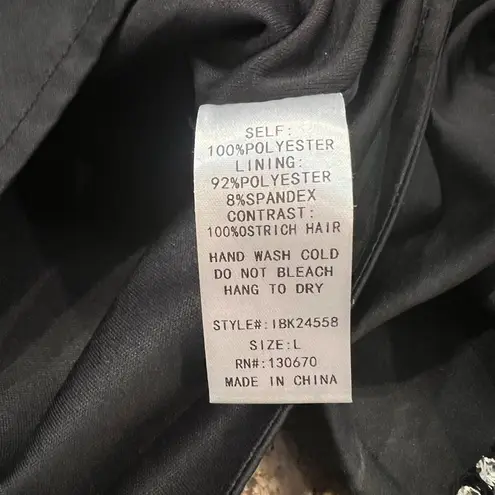 SELF:
100%POLYESTER
LINING:
92%POLYESTER
8%SPANDEX
CONTRAST:
100%OSTRICH HAIR
HAND WASH COLD
DO NOT BLEACH
HANG TO DRY
STYLE#:IBK24558
SIZE:L
RN#:130670
MADE IN CHINA